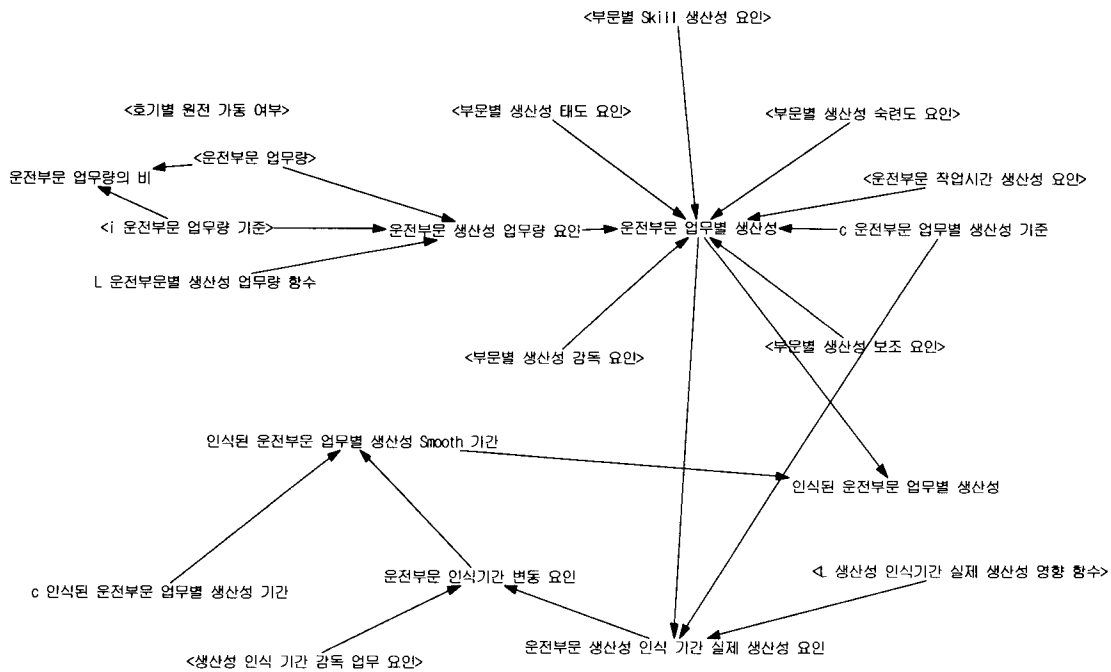 <부문별 Skill 생산성 요인>
<호기별 원전 가동 여부>
<부문별 생산성 태도 요인>
<부문별 생산성 숙련도 요인>
<운전부문 업무량>
운전부문 업무량의 비
<운전부문 작업시간 생산성 요인>
<i 운전부문 업무량 기준>
운전부문 생산성 업무량 요인
운전부문 업무별 생산성
c 운전부문 업무별 생산성 기준
L 운전부문별 생산성 업무량 함수
<부문별 생산성 감독 요인>
<부문별 생산성 보조 요인>
인식된 운전부문 업무별 생산성 Smooth 기간
인식된 운전부문 업무별 생산성
운전부문 인식기간 변동 요인
<L 생산성 인식기간 실제 생산성 영향 함수>
c 인식된 운전부문 업무별 생산성 기간
운전부문 생산성 인식 기간 실제 생산성 요인
<생산성 인식 기간 감독 업무 요인>